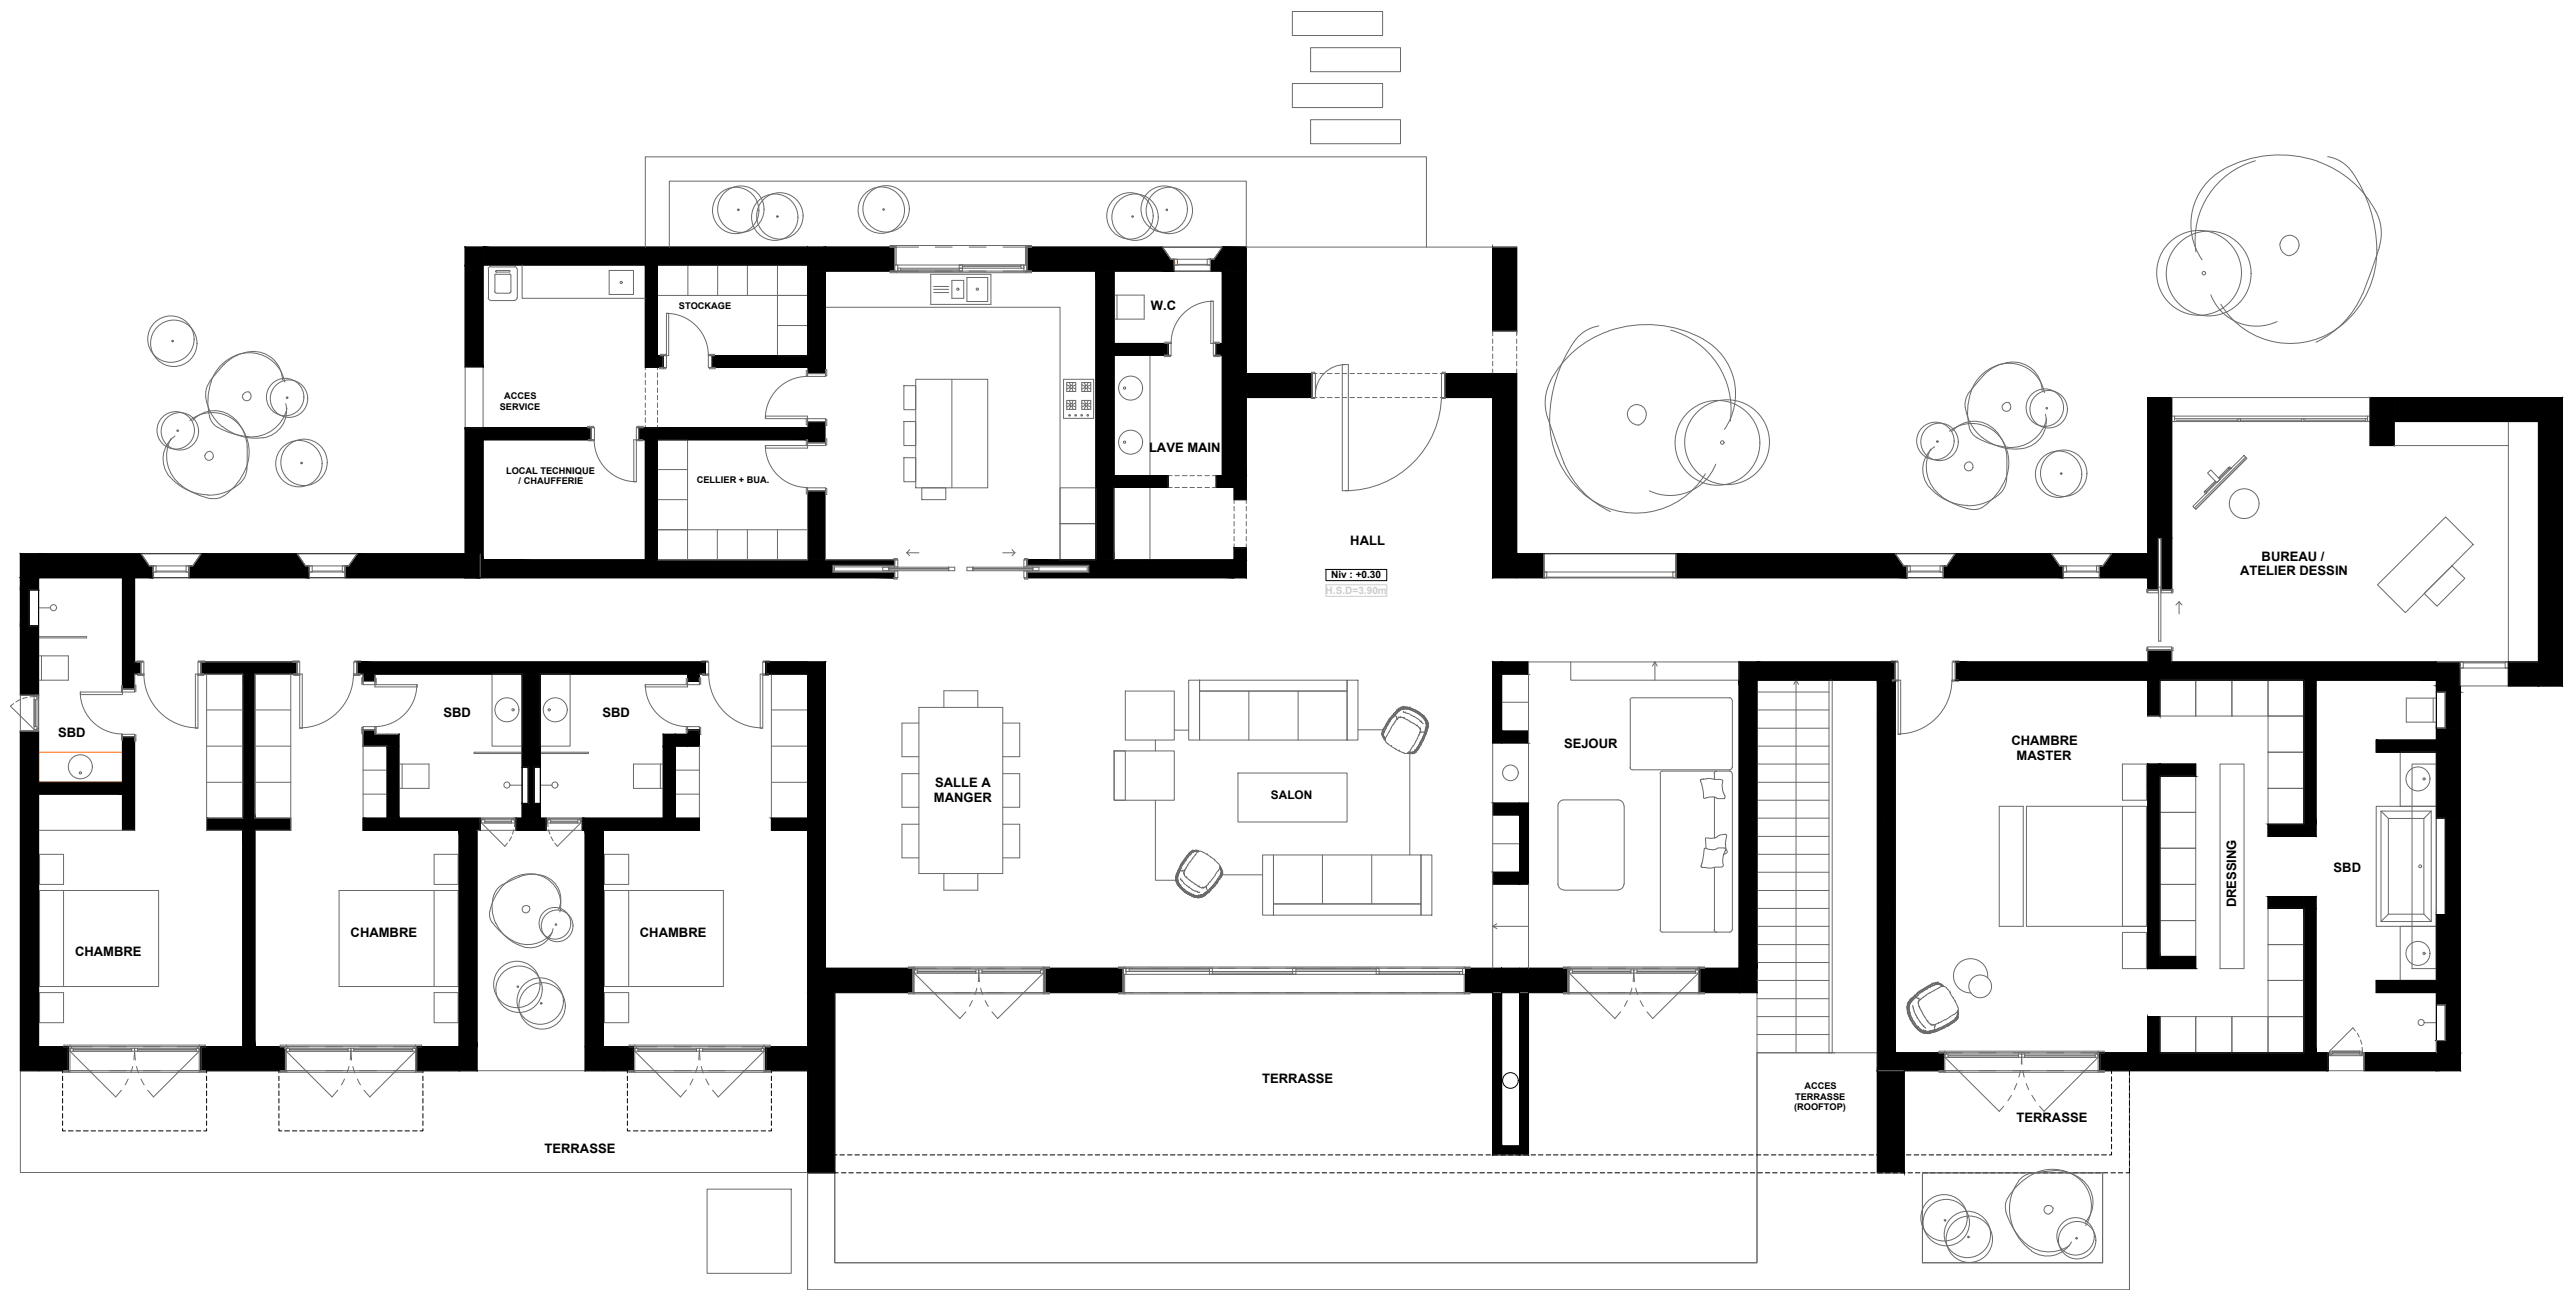 STOCKAGE
W.C
ACCES
SERVICE
LAVE MAIN
LOCAL TECHNIQUE
/ CHAUFFERIE
CELLIER + BUA.
HALL
Niv : +0.30
H.S.D=3.90m
BUREAU /
ATELIER DESSIN
SBD
SBD
SBD
SEJOUR
CHAMBRE
MASTER
SALLE A
MANGER
SALON
DRESSING
SBD
CHAMBRE
CHAMBRE
CHAMBRE
TERRASSE
ACCES
TERRASSE
(ROOFTOP)
TERRASSE
TERRASSE